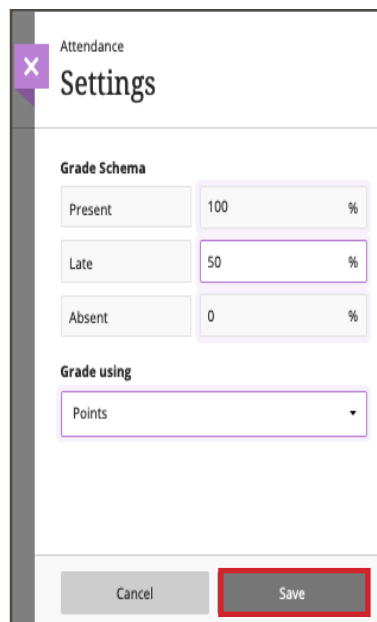 Attendance
Settings
Grade Schema
Present 100 %
Late 50 %
Absent 0 %
Grade using
Points
Cancel Save